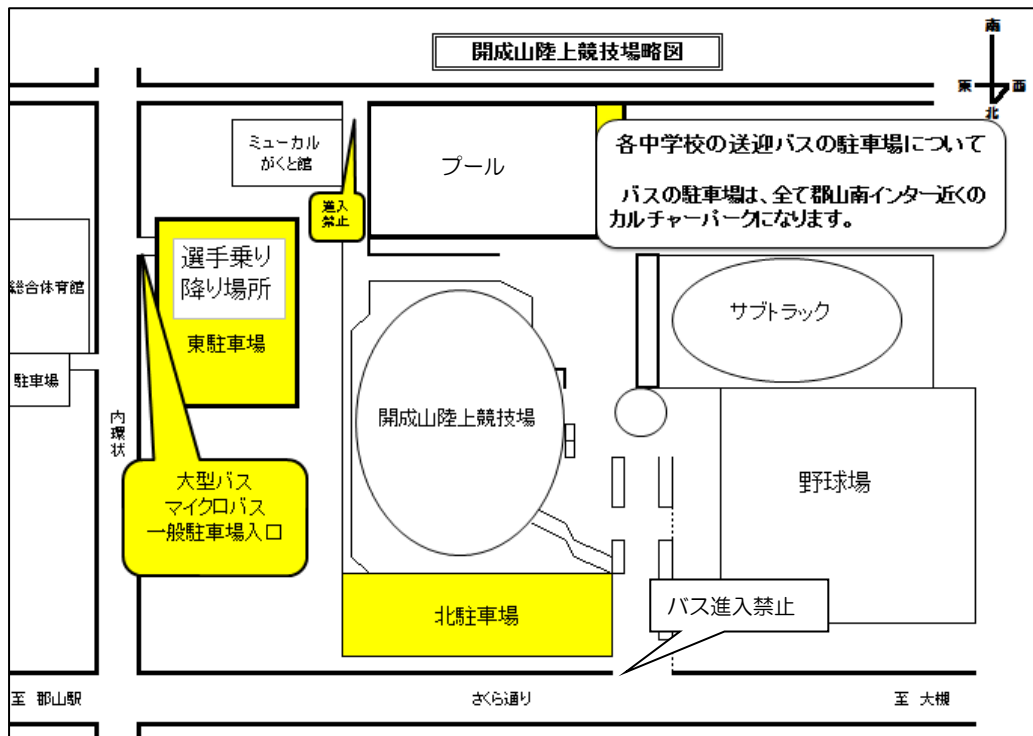 開成山陸上競技場略図
南
東
西
北
ミューカル
がくと館
プール
各中学校の送迎バスの駐車場について
バスの駐車場は、全て郡山南インター近くの
カルチャーパークになります。
進入
禁止
選手乗り
降り場所
東駐車場
総合体育館
駐車場
サブトラック
内環状
開成山陸上競技場
大型バス
マイクロバス
一般駐車場入口
野球場
北駐車場
バス進入禁止
至 郡山駅
さくら通り
至 大槻